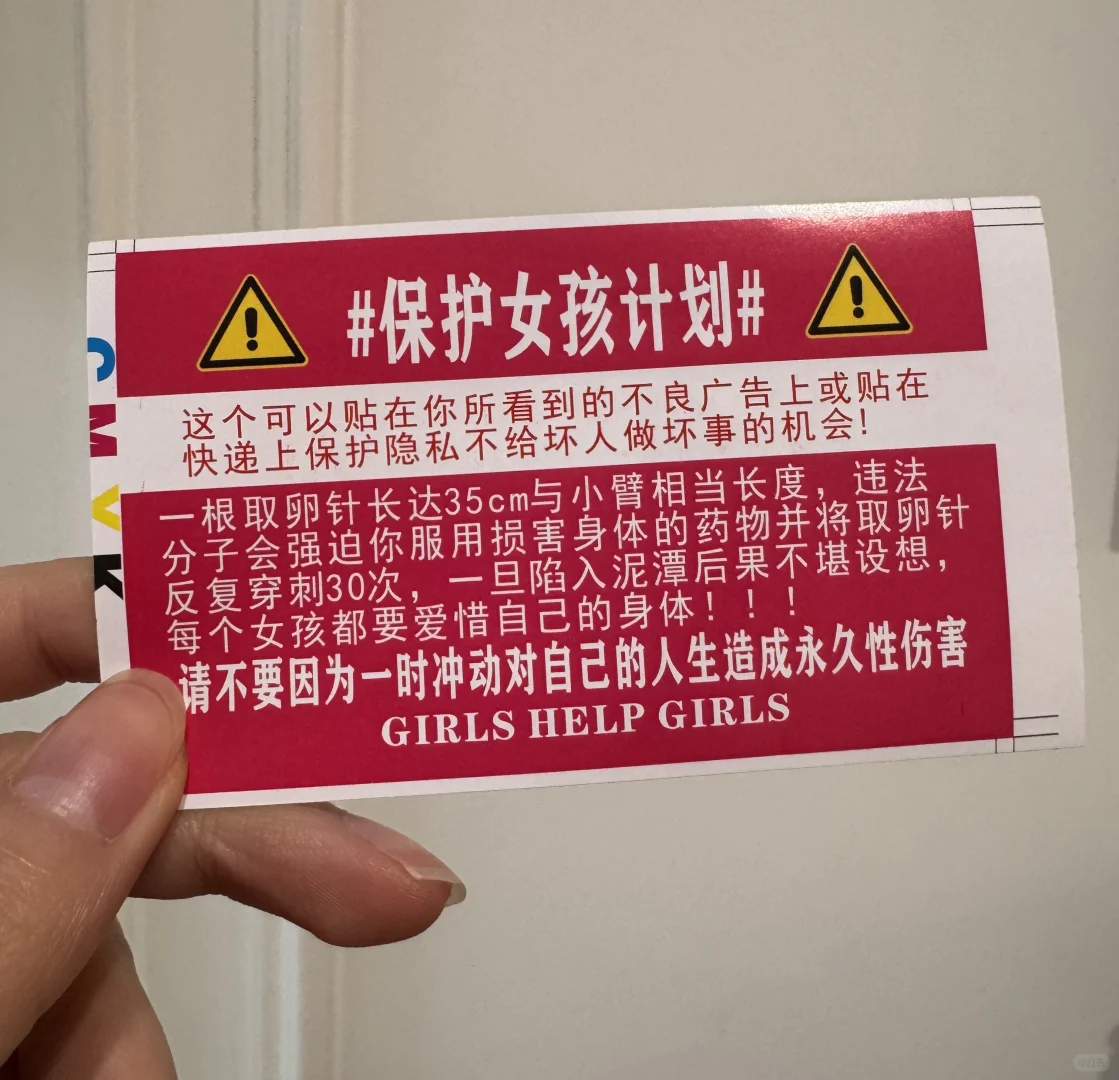 #保护女孩计划#
这个可以贴在你所看到的不良广告上或贴在
快递上保护隐私不给坏人做坏事的机会!
一根取卵针长达35cm与小臂相当长度，违法
分子会强迫你服用损害身体的药物并将取卵针
反复穿刺30次，一旦陷入泥潭后果不堪设想，
每个女孩都要爱惜自己的身体！！！
请不要因为一时冲动对自己的人生造成永久性伤害
GIRLS HELP GIRLS
C
M
Y
K
小红书